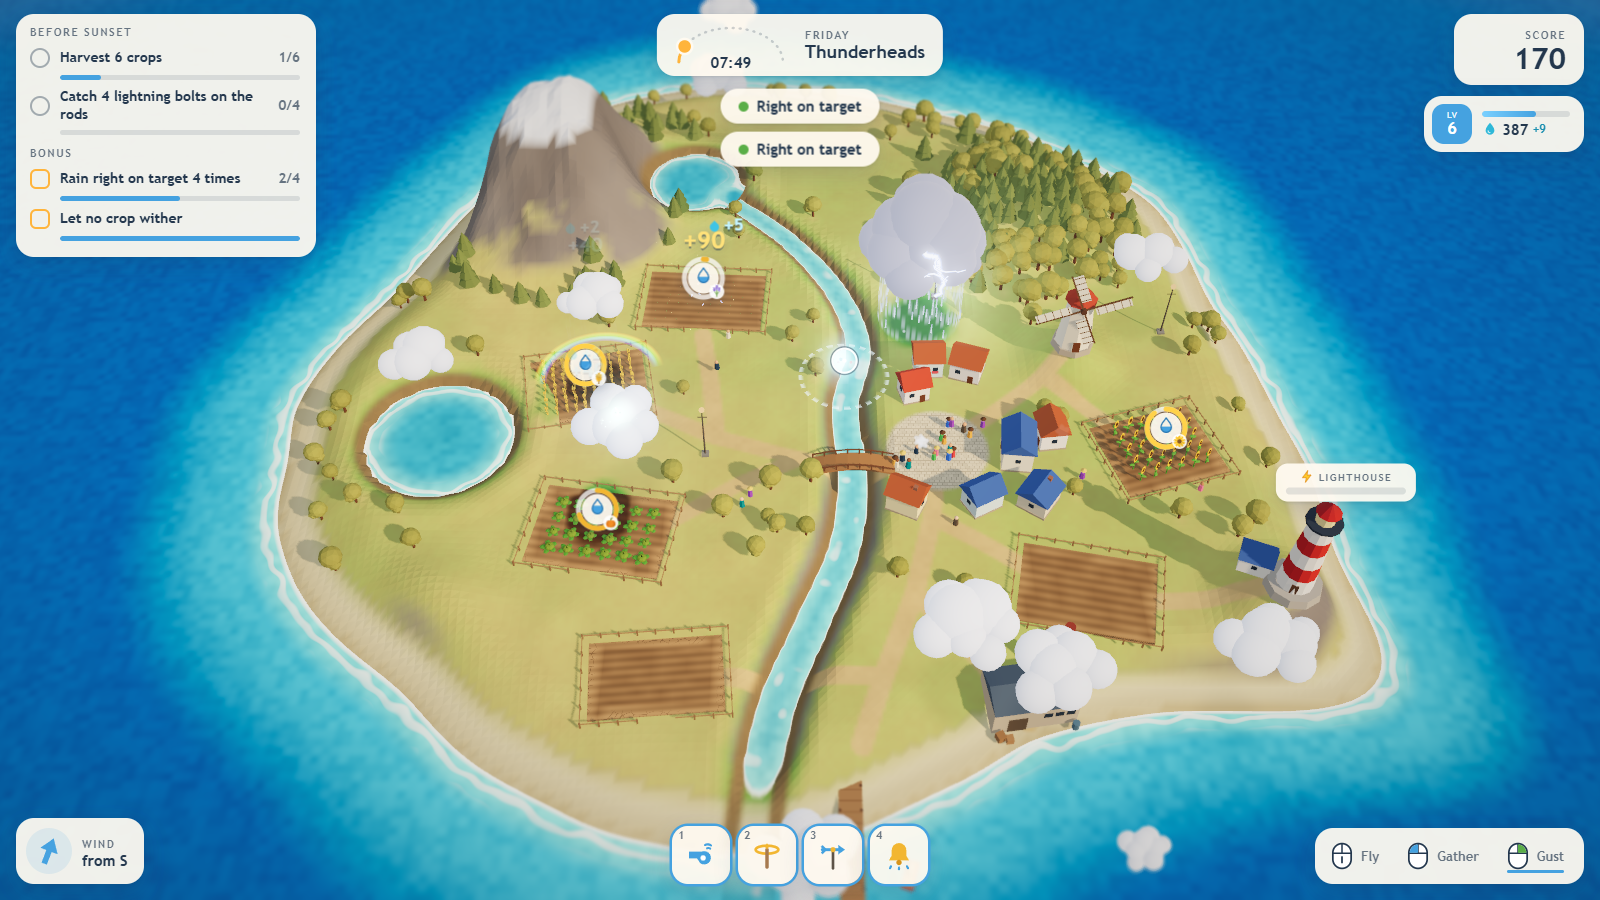 BEFORE SUNSET
Harvest 6 crops 1/6
Catch 4 lightning bolts on the
rods 0/4
BONUS
Rain right on target 4 times 2/4
Let no crop wither
07:49
FRIDAY
Thunderheads
Right on target
Right on target
SCORE
170
LV
6
387 +9
+2
+5
+90
LIGHTHOUSE
WIND
from S
1
2
3
4
Fly
Gather
Gust